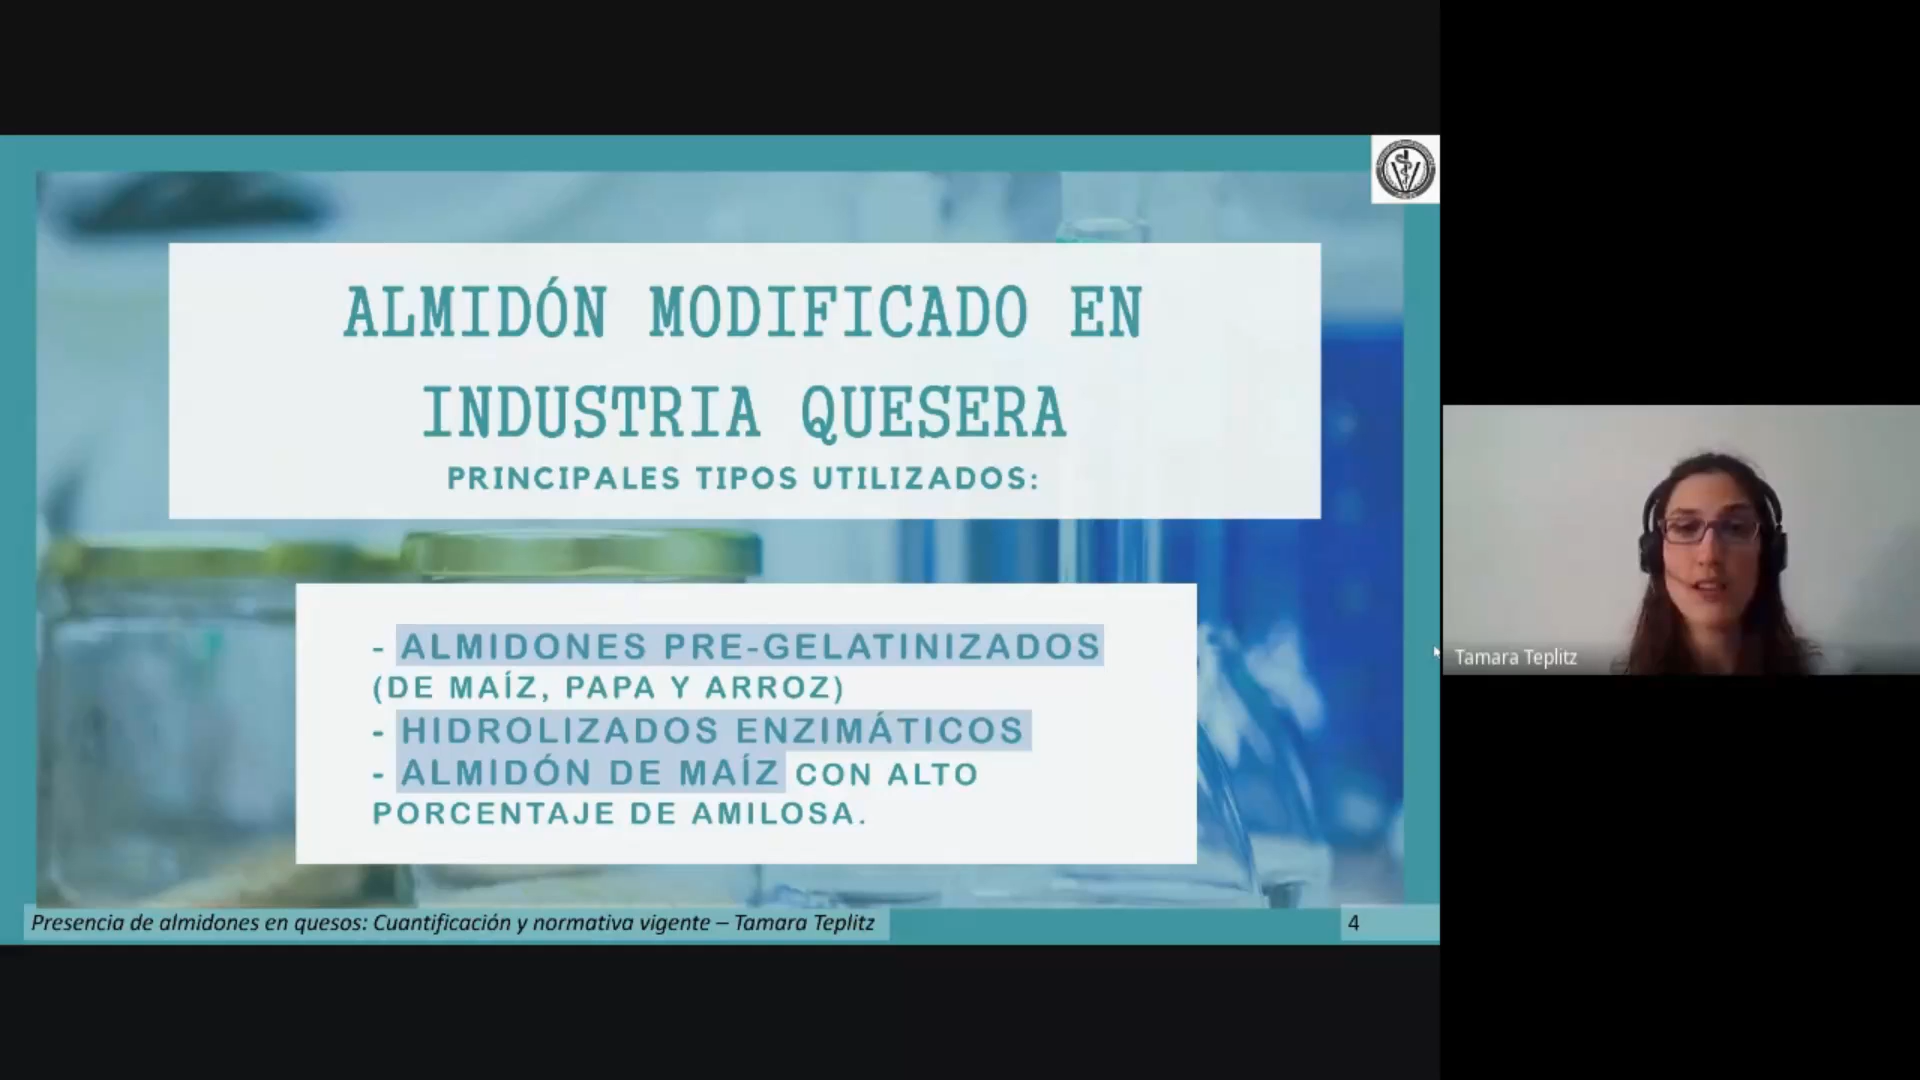 ALMIDÓN MODIFICADO EN
INDUSTRIA QUESERA
PRINCIPALES TIPOS UTILIZADOS:
- ALMIDONES PRE-GELATINIZADOS
(DE MAÍZ, PAPA Y ARROZ)
- HIDROLIZADOS ENZIMÁTICOS
- ALMIDÓN DE MAÍZ CON ALTO
PORCENTAJE DE AMILOSA.
Presencia de almidones en quesos: Cuantificación y normativa vigente – Tamara Teplitz
4
Tamara Teplitz